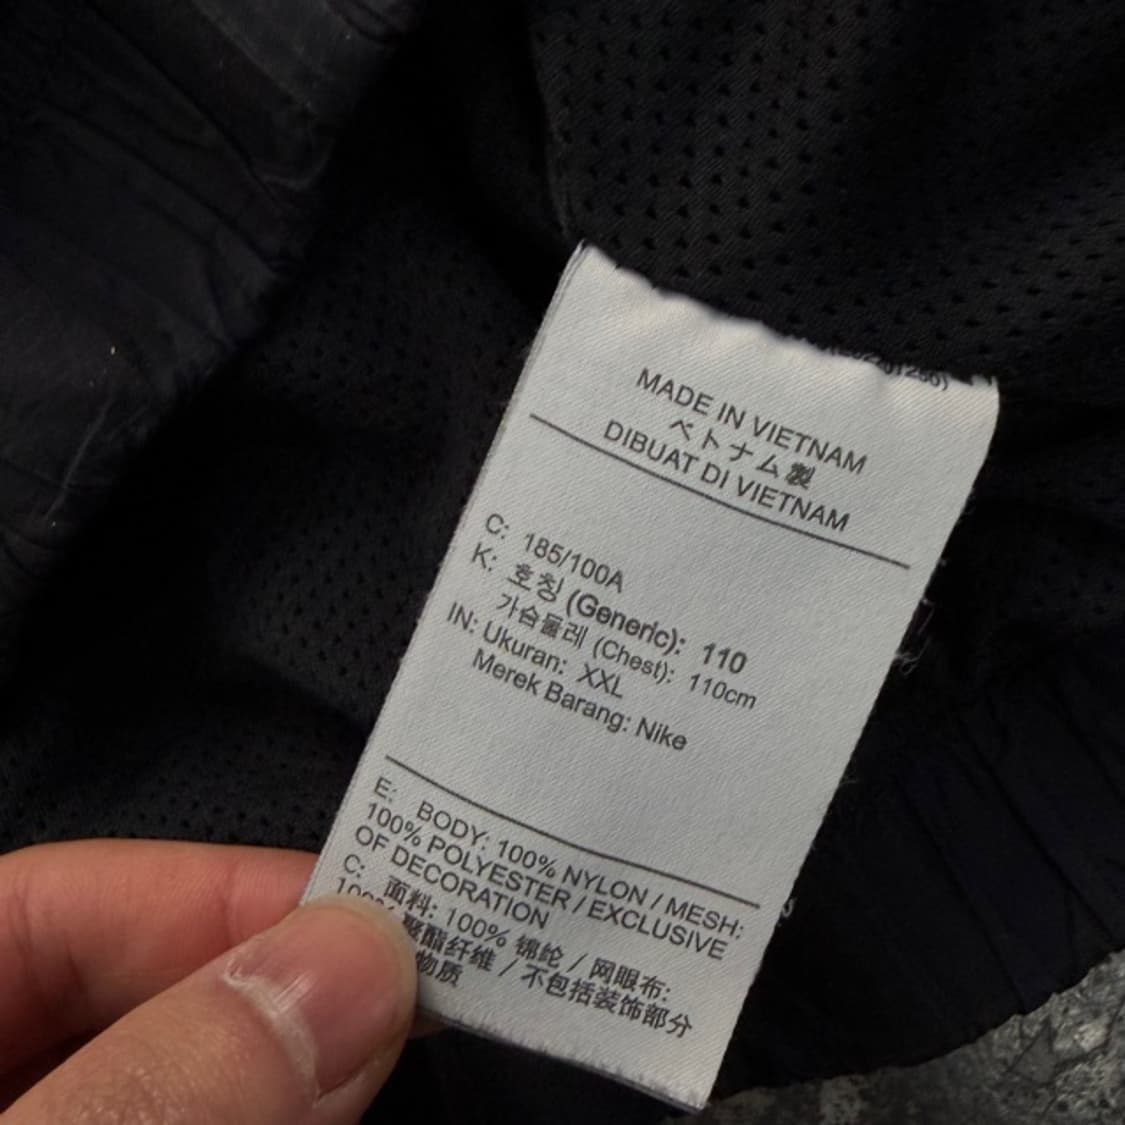 MADE IN VIETNAM
ベトナム製
DIBUAT DI VIETNAM
C: 185/100A
K: 호칭 (Generic): 110
가슴둘레 (Chest): 110cm
IN: Ukuran: XXL
Merek Barang: Nike
E: BODY: 100% NYLON / MESH:
100% POLYESTER / EXCLUSIVE
OF DECORATION
C: 面料: 100% 锦纶 / 网眼布:
100% 聚酯纤维 / 不包括装饰部分
物质